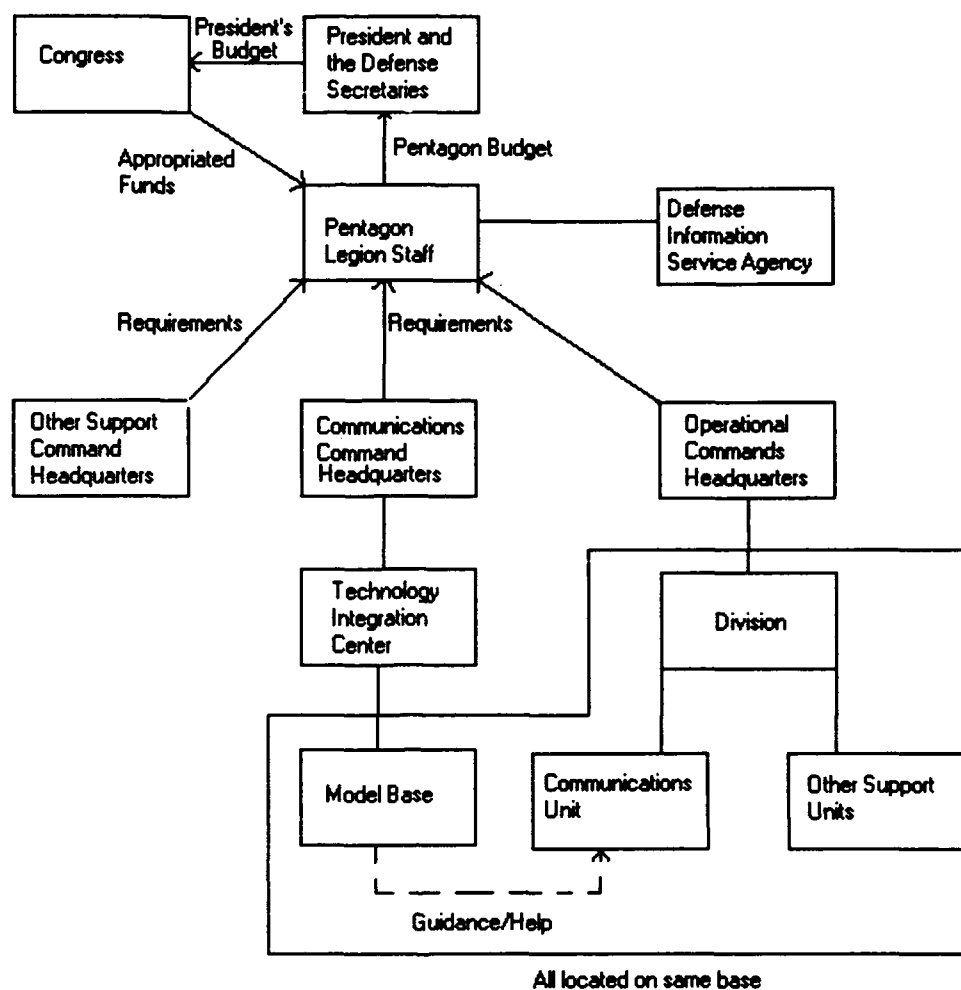 Congress
President's
Budget
President and
the Defense
Secretaries
Appropriated
Funds
Pentagon Budget
Pentagon
Legion Staff
Defense
Information
Service Agency
Requirements
Requirements
Other Support
Command
Headquarters
Communications
Command
Headquarters
Operational
Commands
Headquarters
Technology
Integration
Center
Division
Model Base
Communications
Unit
Other Support
Units
Guidance/Help
All located on same base